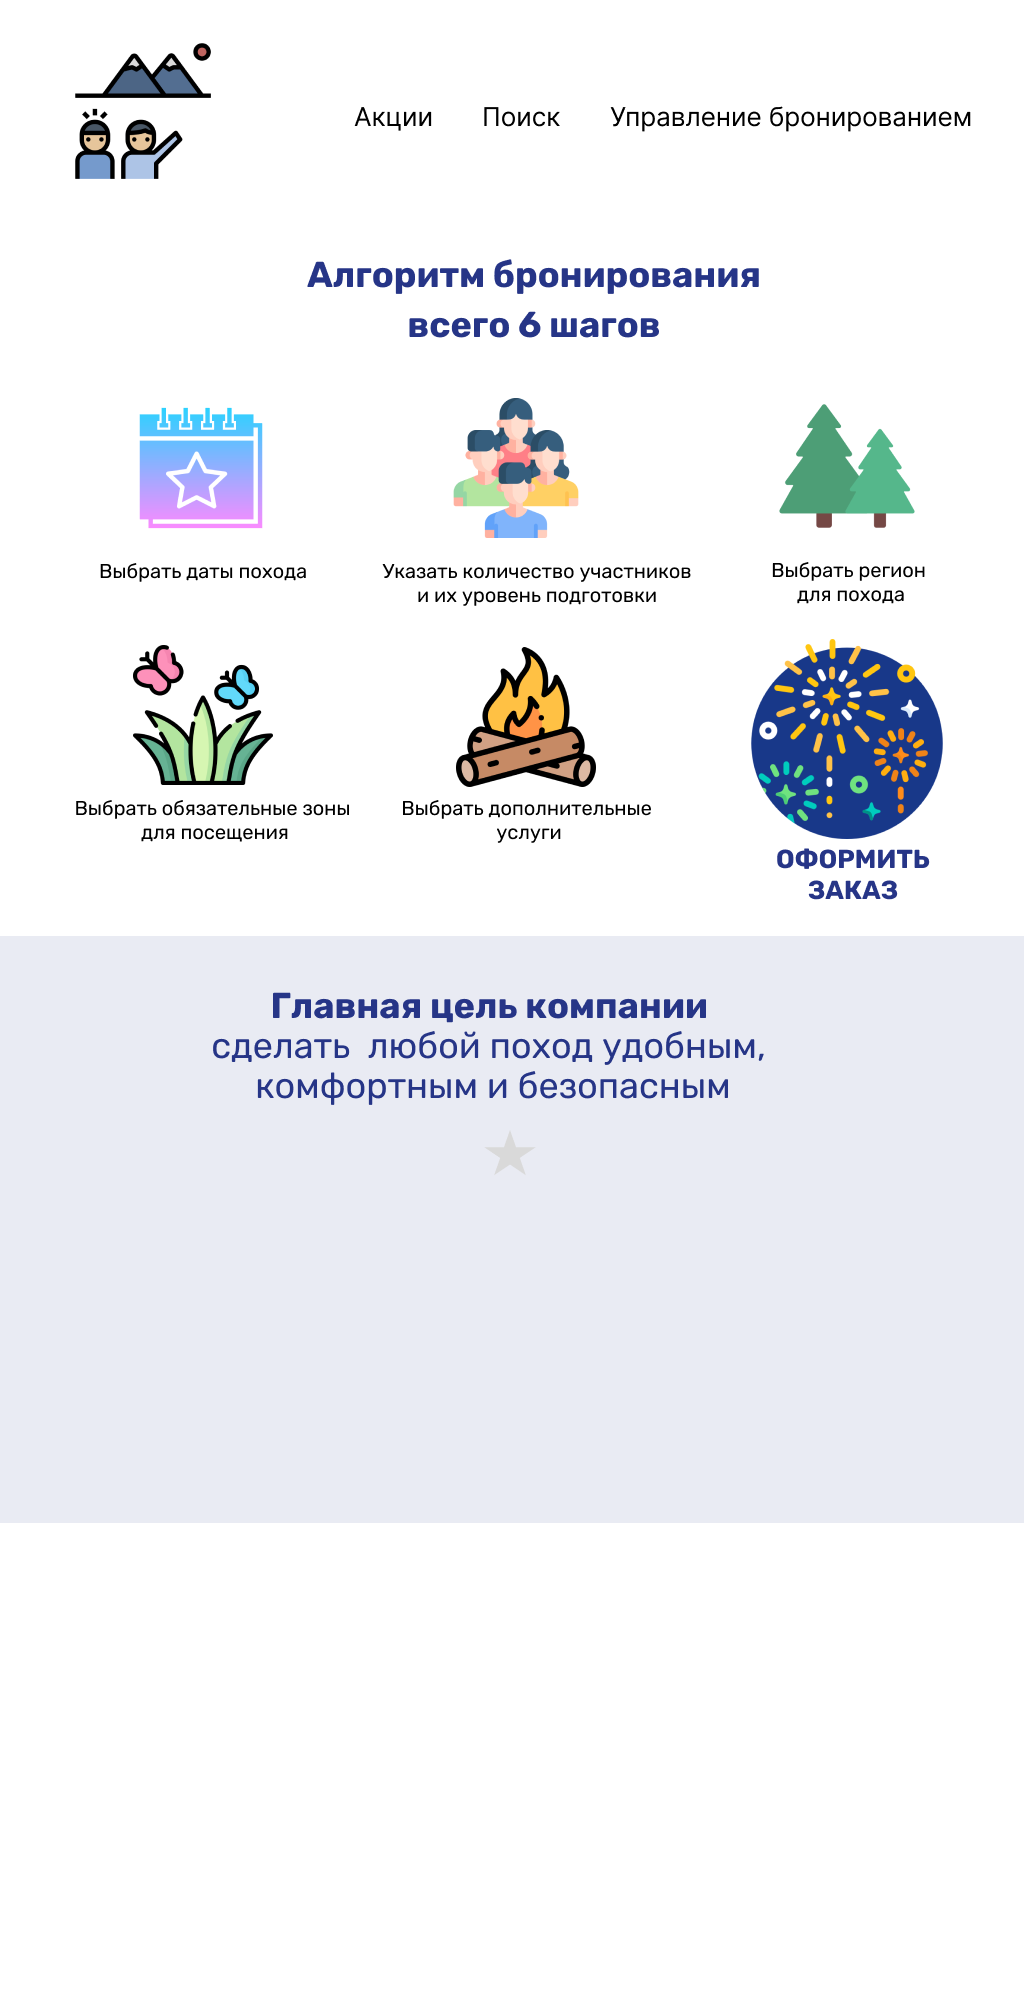 Акции Поиск Управление бронированием
Алгоритм бронирования
всего 6 шагов
Выбрать даты похода
Указать количество участников
и их уровень подготовки
Выбрать регион
для похода
Выбрать обязательные зоны
для посещения
Выбрать дополнительные
услуги
ОФОРМИТЬ
ЗАКАЗ
Главная цель компании
сделать  любой поход удобным,
комфортным и безопасным